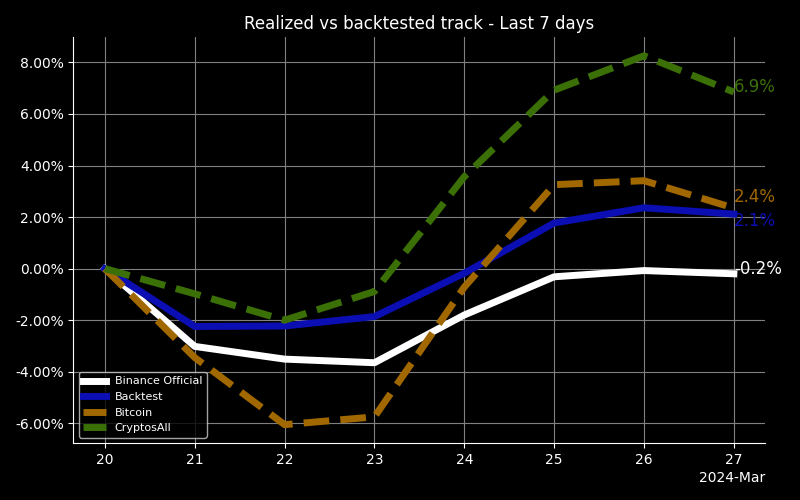 Realized vs backtested track - Last 7 days
8.00%
6.00%
4.00%
2.00%
0.00%
-2.00%
-4.00%
-6.00%
6.9%
2.4%
2.1%
-0.2%
Binance Official
Backtest
Bitcoin
CryptosAll
20 21 22 23 24 25 26 27
2024-Mar